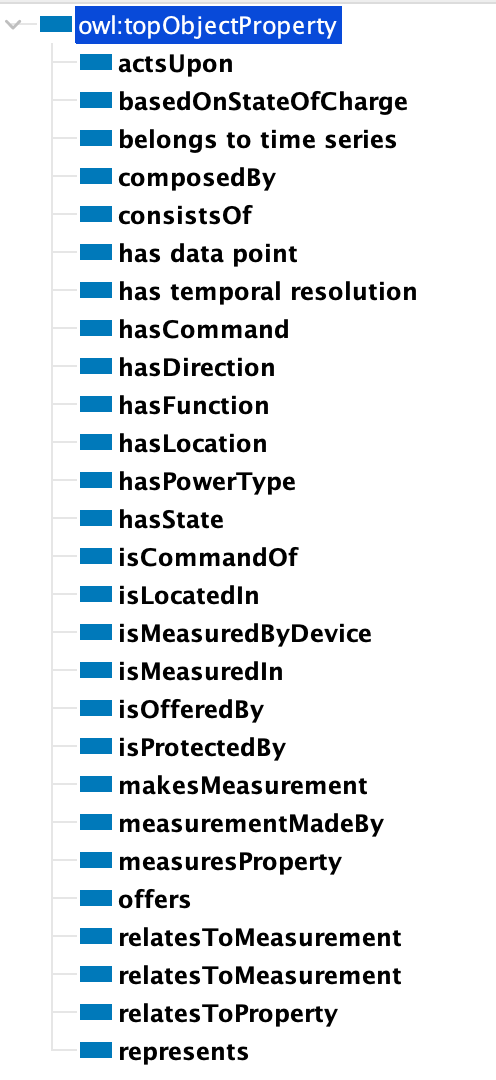 owl:topObjectProperty
actsUpon
basedOnStateOfCharge
belongs to time series
composedBy
consistsOf
has data point
has temporal resolution
hasCommand
hasDirection
hasFunction
hasLocation
hasPowerType
hasState
isCommandOf
isLocatedIn
isMeasuredByDevice
isMeasuredIn
isOfferedBy
isProtectedBy
makesMeasurement
measurementMadeBy
measuresProperty
offers
relatesToMeasurement
relatesToMeasurement
relatesToProperty
represents